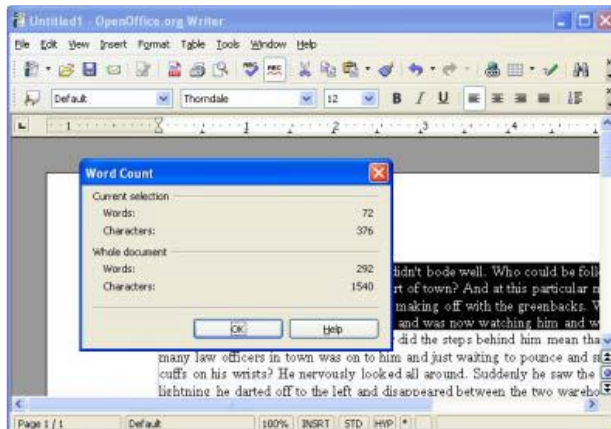 Untitled1 - OpenOffice.org Writer
File Edit View Insert Format Table Tools Window Help
Default Thorndale 12 B I U
1 1 2 3 4
Word Count
Current selection
Words: 72
Characters: 376
Whole document
Words: 292
Characters: 1540
OK Help
didn't bode well. Who could be foll
rt of town? And at this particular m
making off with the greenbacks. W
and was now watching him and w
did the steps behind him mean tha
many law officers in town was on to him and just waiting to pounce and s
cuffs on his wrists? He nervously looked all around. Suddenly he saw the
lightning he darted off to the left and disappeared between the two wareho
Page 1 / 1 Default 100% INSRT STD HYP *